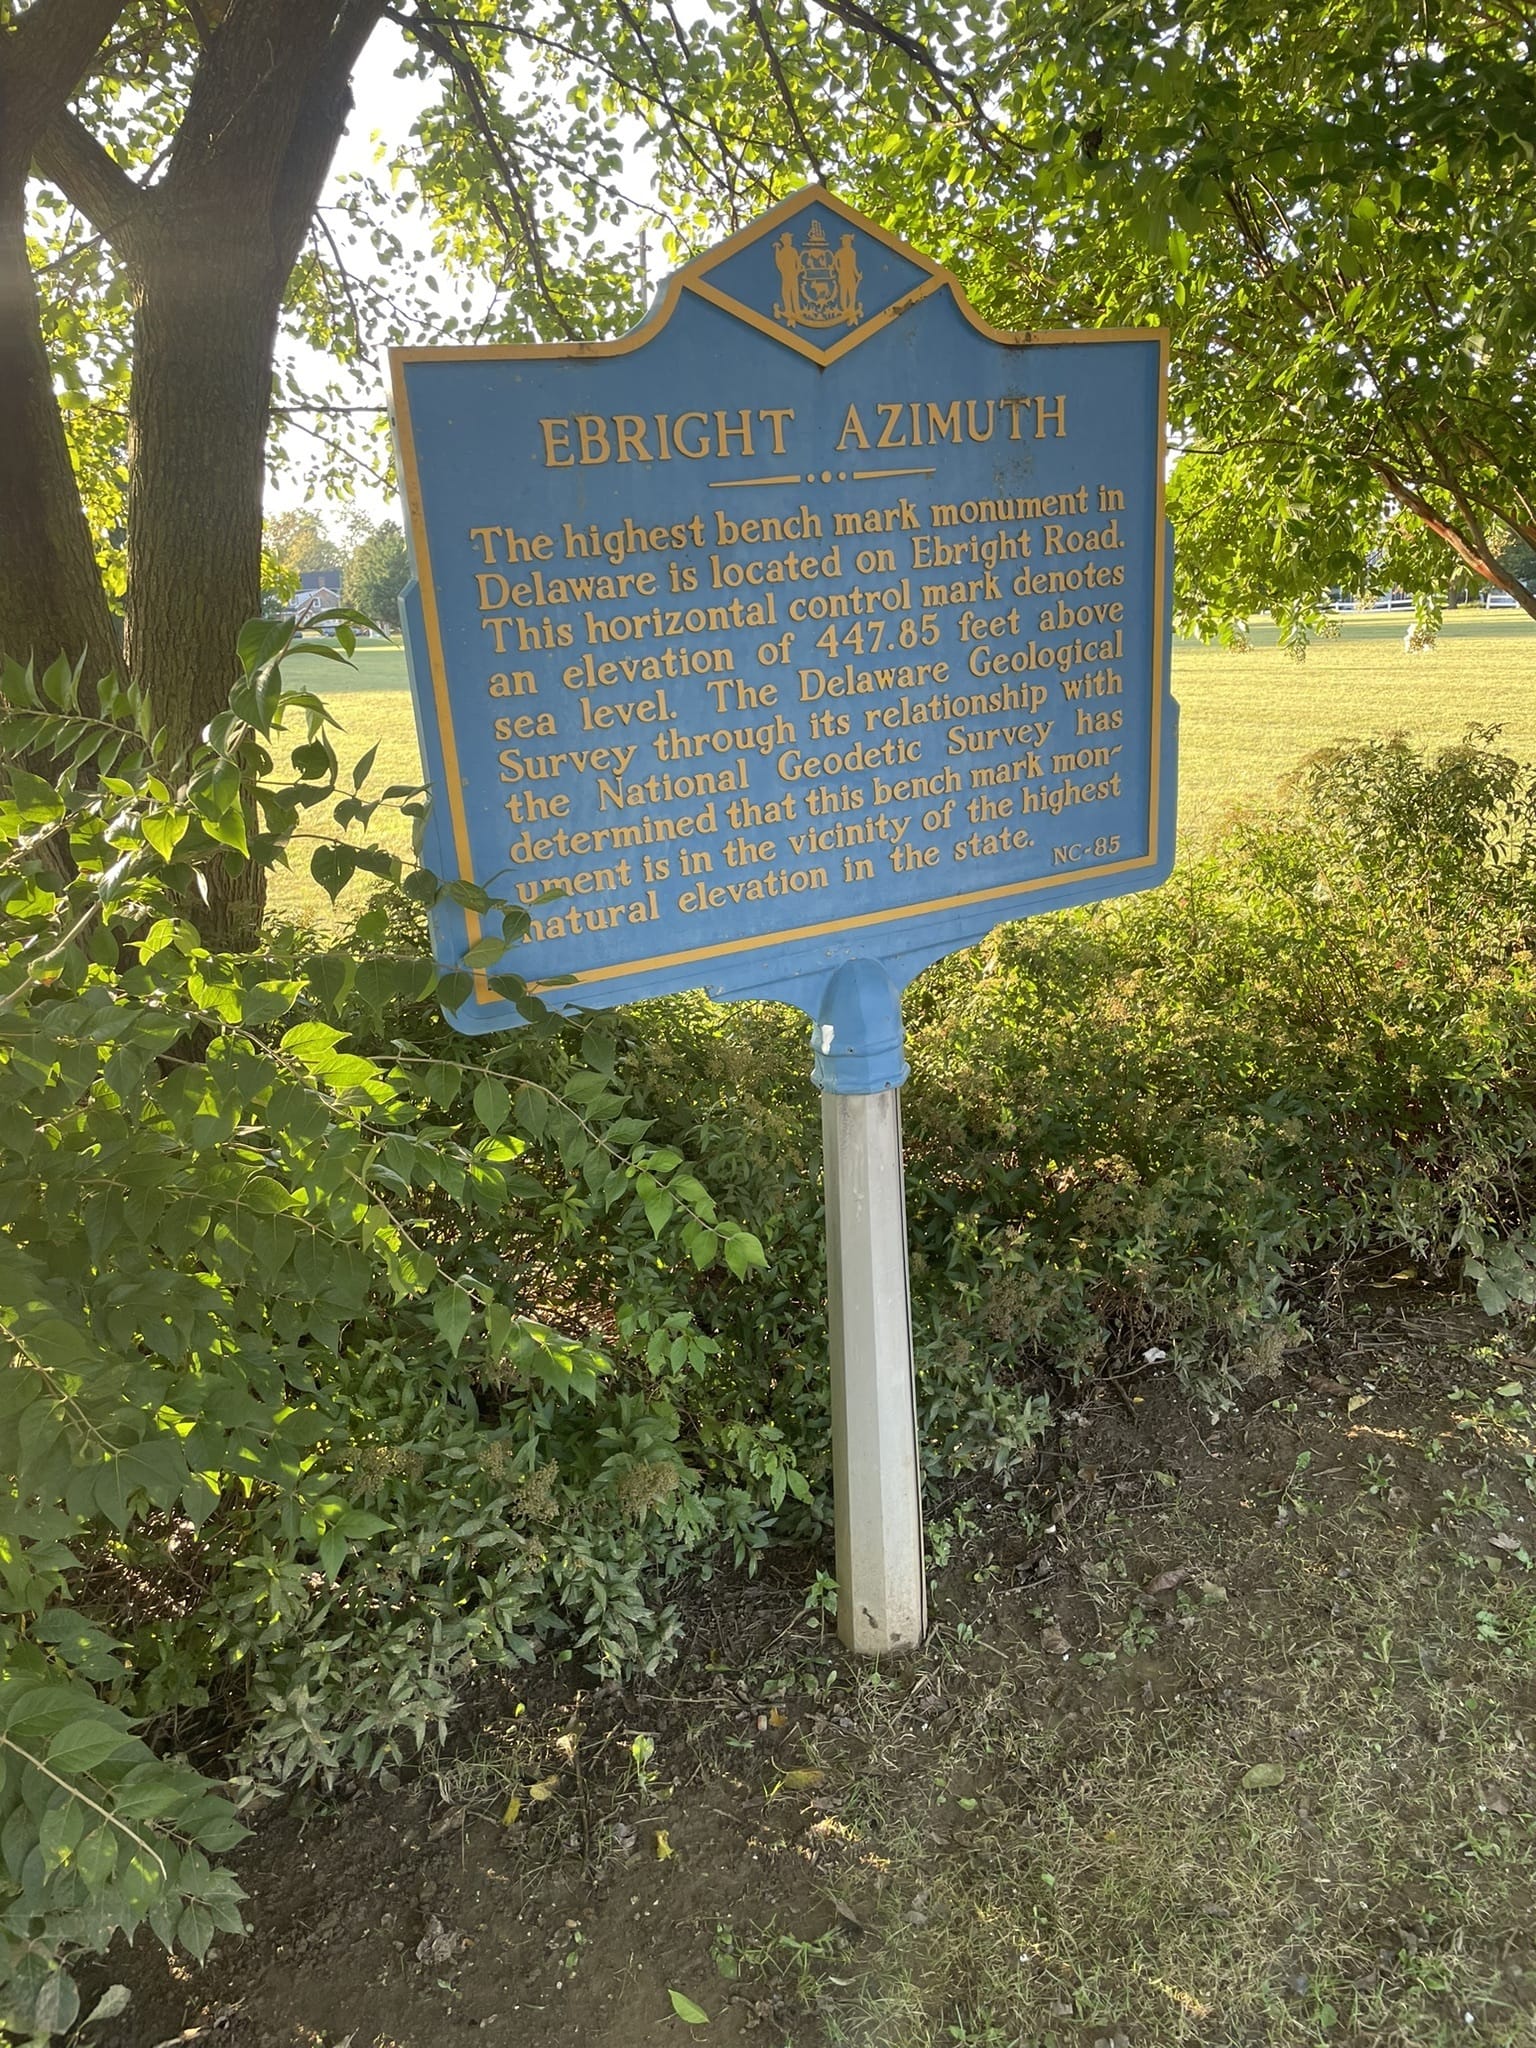 EBRIGHT AZIMUTH
The highest bench mark monument in
Delaware is located on Ebright Road.
This horizontal control mark denotes
an elevation of 447.85 feet above
sea level. The Delaware Geological
Survey through its relationship with
the National Geodetic Survey has
determined that this bench mark mon-
ument is in the vicinity of the highest
natural elevation in the state.
NC-85